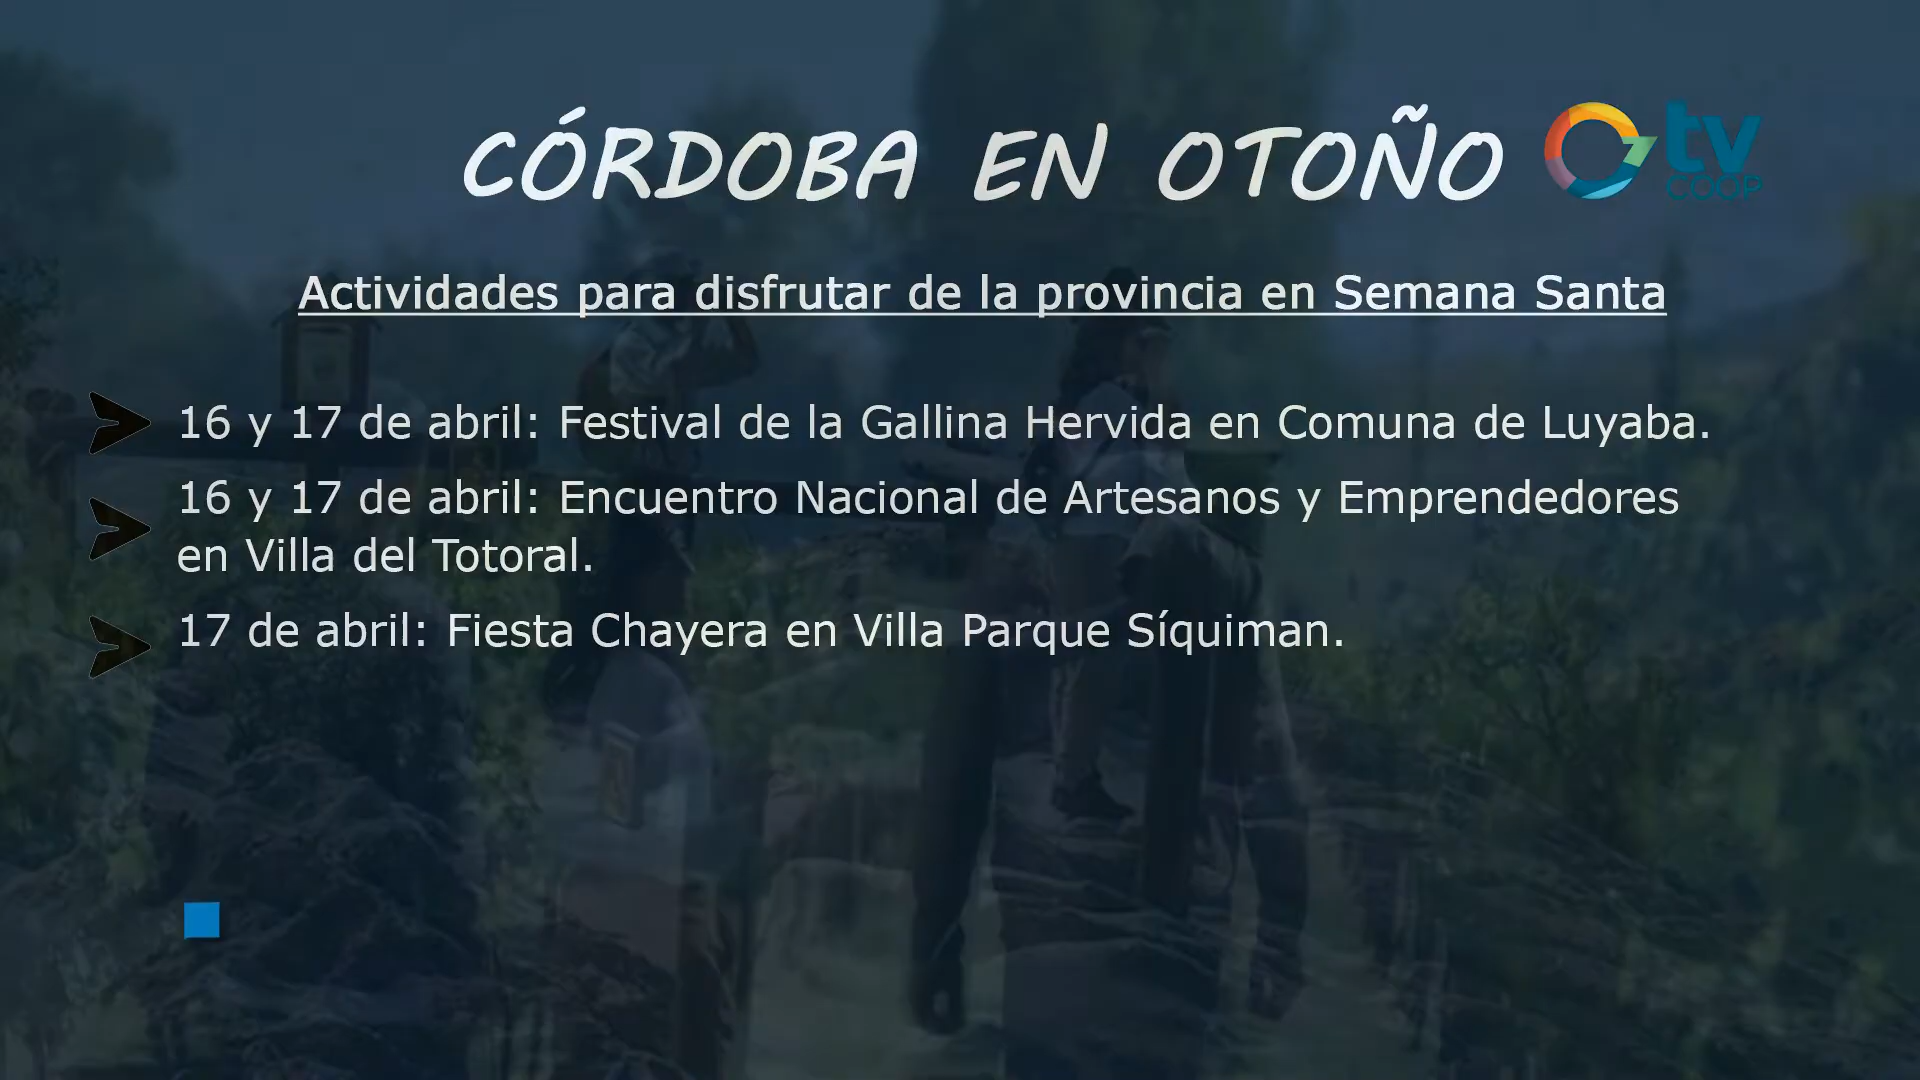 CÓRDOBA EN OTOÑO
tv
COOP
Actividades para disfrutar de la provincia en Semana Santa
16 y 17 de abril: Festival de la Gallina Hervida en Comuna de Luyaba.
16 y 17 de abril: Encuentro Nacional de Artesanos y Emprendedores
en Villa del Totoral.
17 de abril: Fiesta Chayera en Villa Parque Síquiman.